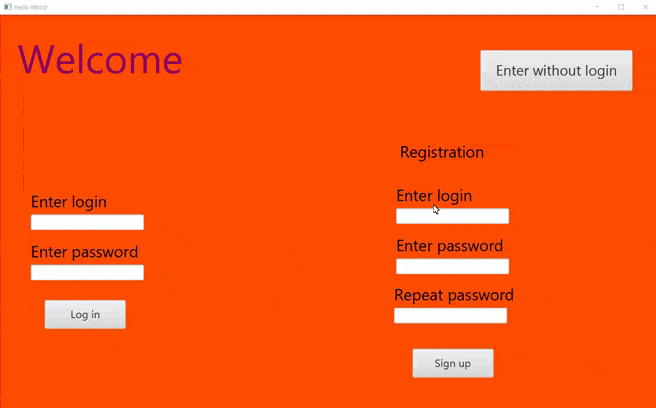 Hello World
Welcome
Enter without login
Registration
Enter login
Enter login
Enter password
Enter password
Repeat password
Log in
Sign up